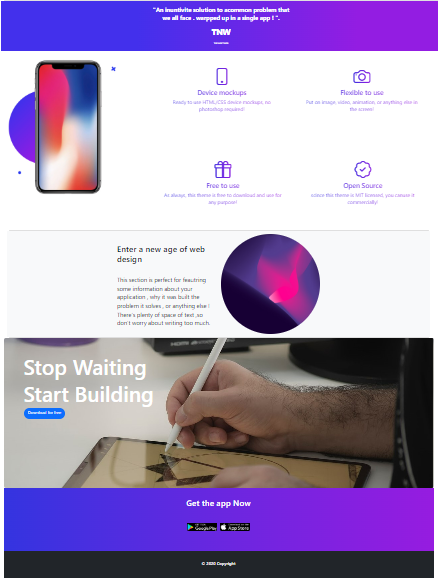 "An inuntivite solution to acommon problem that
we all face . warpped up in a single app ! ".
TNW
Device mockups
Ready to use HTML/CSS device mockups, no
photoshop required!
Flexible to use
Put an image, video, animation, or anything else in
the screen!
Free to use
As always, this theme is free to download and use for
any purpose!
Open Source
since this theme is MIT licensed, you canuse it
commercially!
Enter a new age of web
design
This section is perfect for feautring
some information about your
application , why it was built the
problem it solves , or anything else !
There's plenty of space of text ,so
don't worry about writing too much.
Stop Waiting
Start Building
Download for free
Get the app Now
Google Play
App Store
© 2020 Copyright